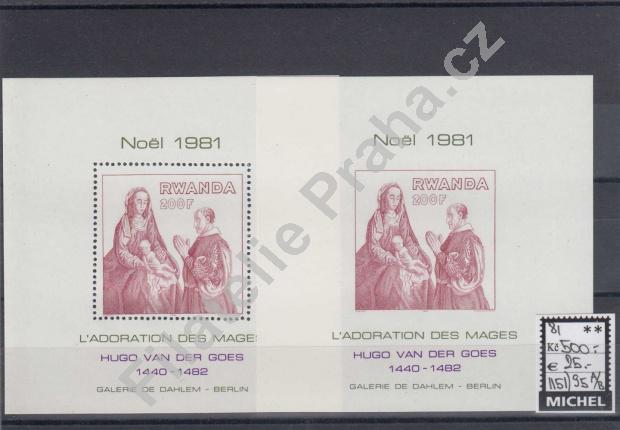 Noël 1981
RWANDA
200F
L'ADORATION DES MAGES
HUGO VAN DER GOES
1440-1482
GALERIE DE DAHLEM - BERLIN
Noël 1981
RWANDA
200F
L'ADORATION DES MAGES
HUGO VAN DER GOES
1440-1482
GALERIE DE DAHLEM - BERLIN
81 **
Kč 500.-
€ 25.-
(151) 95 A/B
MICHEL
Filatelie Praha.cz